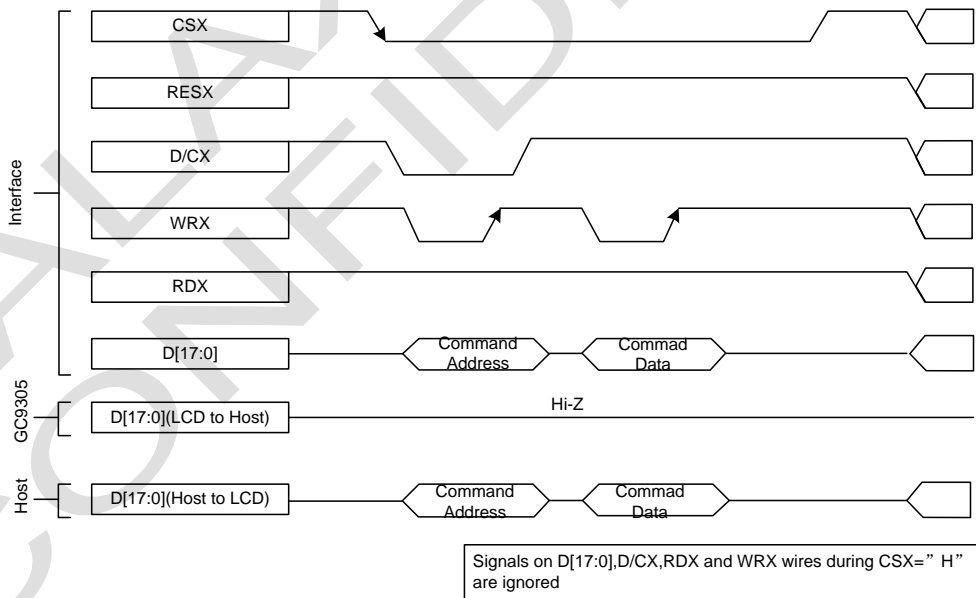 CSX
RESX
D/CX
WRX
RDX
D[17:0]
Command
Address
Commad
Data
Interface
D[17:0](LCD to Host)
Hi-Z
GC9305
D[17:0](Host to LCD)
Command
Address
Commad
Data
Host
Signals on D[17:0],D/CX,RDX and WRX wires during CSX=”H”
are ignored